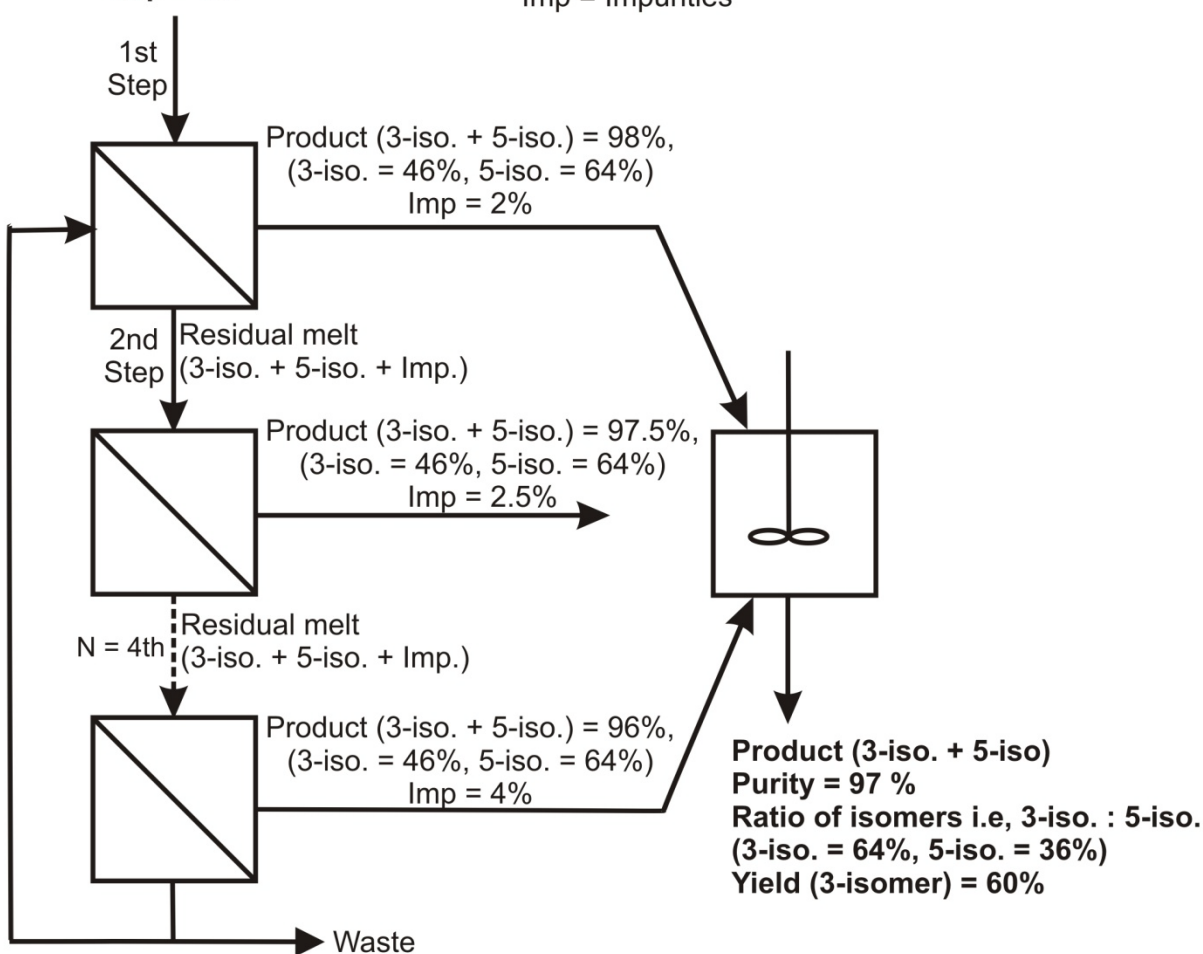 Imp = Impurities
1st
Step
Product (3-iso. + 5-iso.) = 98%,
(3-iso. = 46%, 5-iso. = 64%)
Imp = 2%
2nd
Step
Residual melt
(3-iso. + 5-iso. + Imp.)
Product (3-iso. + 5-iso.) = 97.5%,
(3-iso. = 46%, 5-iso. = 64%)
Imp = 2.5%
N = 4th
Residual melt
(3-iso. + 5-iso. + Imp.)
Product (3-iso. + 5-iso.) = 96%,
(3-iso. = 46%, 5-iso. = 64%)
Imp = 4%
Product (3-iso. + 5-iso)
Purity = 97 %
Ratio of isomers i.e, 3-iso. : 5-iso.
(3-iso. = 64%, 5-iso. = 36%)
Yield (3-isomer) = 60%
Waste